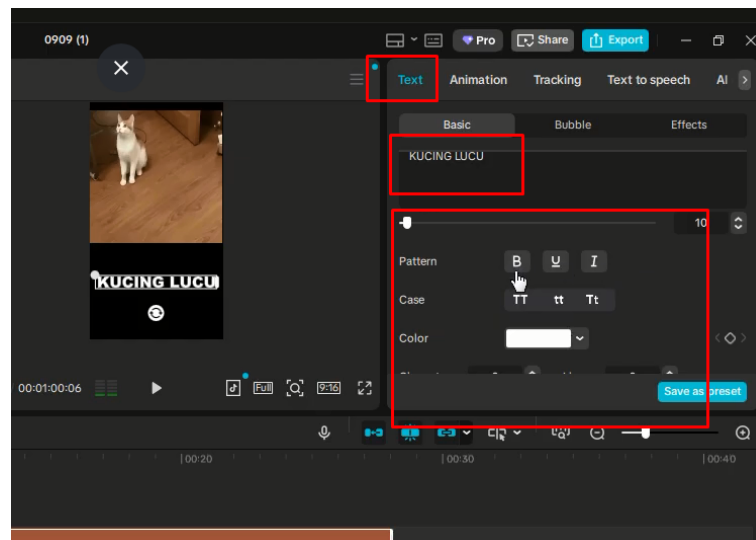 0909 (1)
Pro
Share
Export
Text
Animation
Tracking
Text to speech
AI
Basic
Bubble
Effects
KUCING LUCU
10
Pattern
B
U
I
Case
TT
tt
Tt
Color
KUCING LUCU
00:01:00:06
Full
9:16
Save as preset
00:20
00:30
00:40